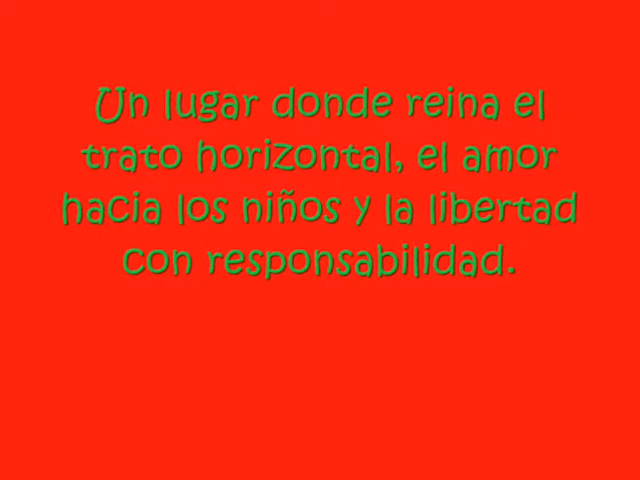 Un lugar donde reina el
trato horizontal, el amor
hacia los niños y la libertad
con responsabilidad.